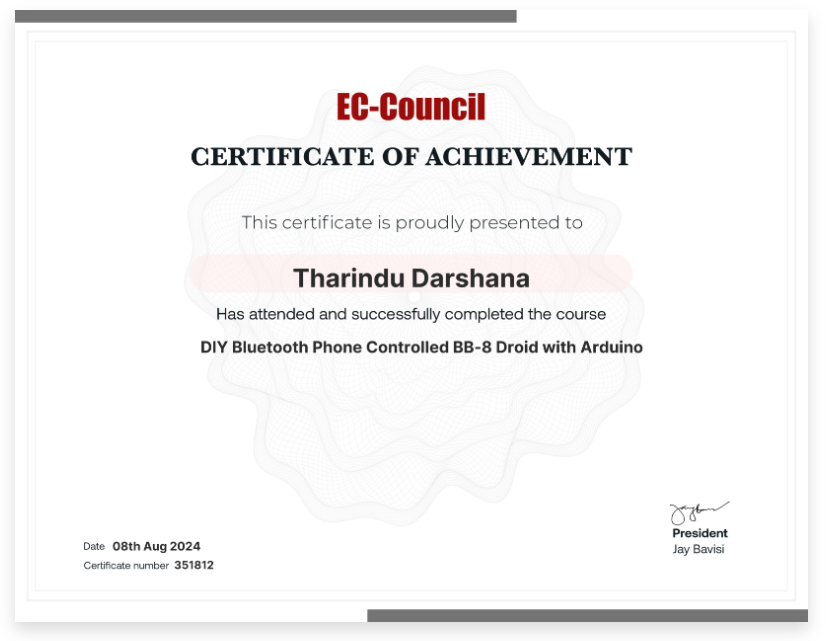 EC-Council
CERTIFICATE OF ACHIEVEMENT
This certificate is proudly presented to
Tharindu Darshana
Has attended and successfully completed the course
DIY Bluetooth Phone Controlled BB-8 Droid with Arduino
Date 08th Aug 2024
Certificate number 351812
President
Jay Bavisi